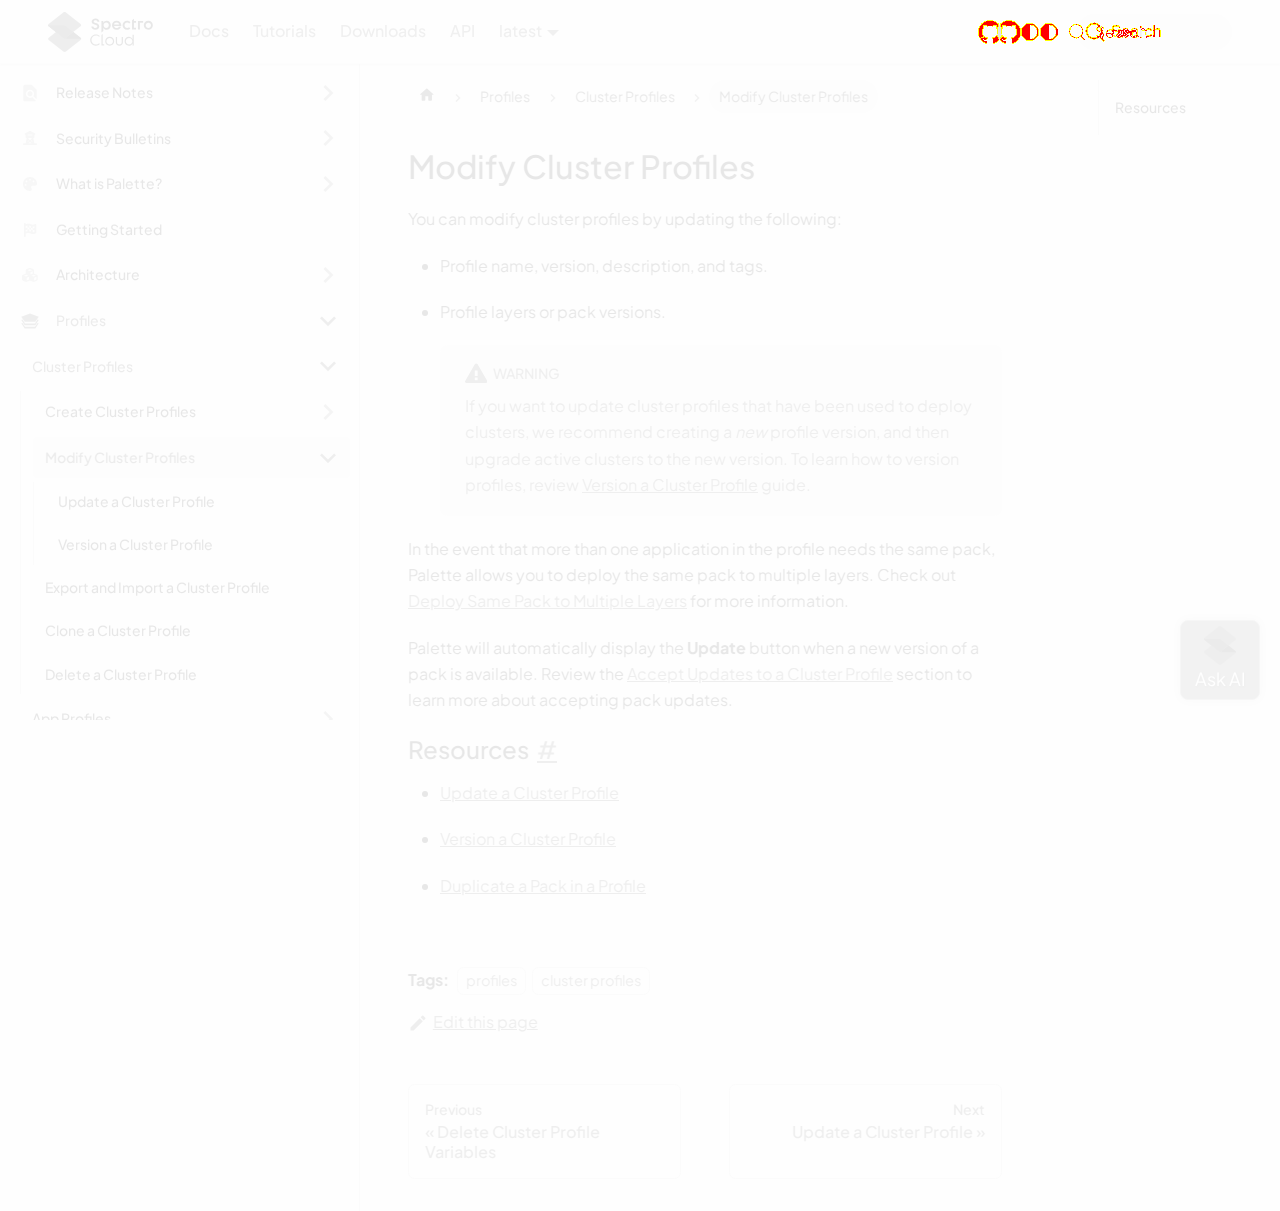 Spectro
Cloud
Docs
Tutorials
Downloads
API
latest
Release Notes
Security Bulletins
What is Palette?
Getting Started
Architecture
Profiles
Cluster Profiles
Create Cluster Profiles
Modify Cluster Profiles
Update a Cluster Profile
Version a Cluster Profile
Export and Import a Cluster Profile
Clone a Cluster Profile
Delete a Cluster Profile
App Profiles
Profiles
Cluster Profiles
Modify Cluster Profiles
Modify Cluster Profiles
You can modify cluster profiles by updating the following:
Profile name, version, description, and tags.
Profile layers or pack versions.
WARNING
If you want to update cluster profiles that have been used to deploy
clusters, we recommend creating a new profile version, and then
upgrade active clusters to the new version. To learn how to version
profiles, review Version a Cluster Profile guide.
In the event that more than one application in the profile needs the same pack,
Palette allows you to deploy the same pack to multiple layers. Check out
Deploy Same Pack to Multiple Layers for more information.
Palette will automatically display the Update button when a new version of a
pack is available. Review the Accept Updates to a Cluster Profile section to
learn more about accepting pack updates.
Resources #
Update a Cluster Profile
Version a Cluster Profile
Duplicate a Pack in a Profile
Tags: profiles cluster profiles
Edit this page
Previous
« Delete Cluster Profile
Variables
Next
Update a Cluster Profile »
Resources
Ask AI